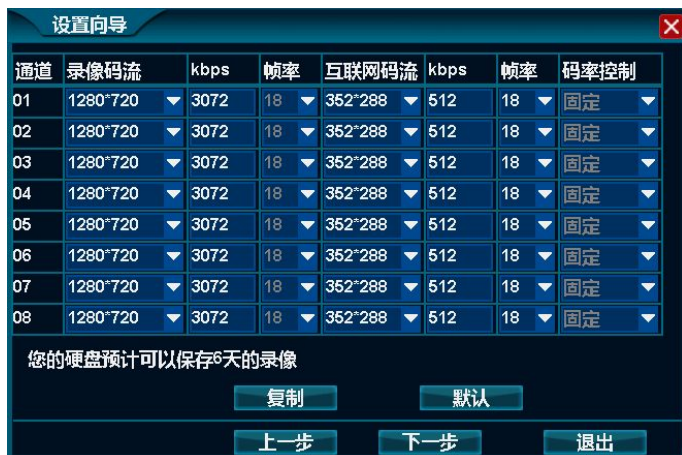 设置向导
通道 录像码流 kbps 帧率 互联网码流 kbps 帧率 码率控制
01 1280*720 3072 18 352*288 512 18 固定
02 1280*720 3072 18 352*288 512 18 固定
03 1280*720 3072 18 352*288 512 18 固定
04 1280*720 3072 18 352*288 512 18 固定
05 1280*720 3072 18 352*288 512 18 固定
06 1280*720 3072 18 352*288 512 18 固定
07 1280*720 3072 18 352*288 512 18 固定
08 1280*720 3072 18 352*288 512 18 固定
您的硬盘预计可以保存6天的录像
复制 默认
上一步 下一步 退出